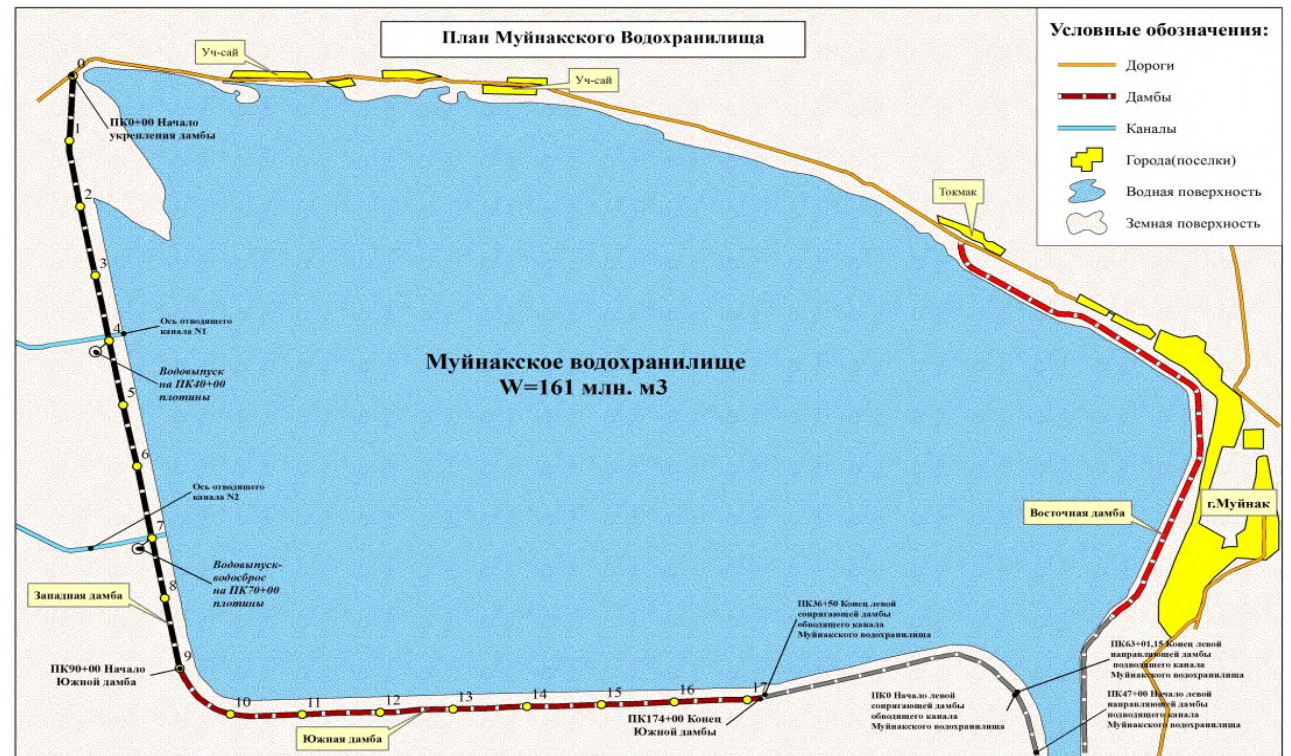 План Муйнакского Водохранилища
Условные обозначения:
Дороги
Дамбы
Каналы
Города(поселки)
Водная поверхность
Земная поверхность
Уч-сай
Уч-сай
Токмак
0
ПК0+00 Начало
укрепления дамбы
1
2
3
4
Ось отводящего
канала N1
Водовыпуск
на ПК40+00
плотины
Муйнакское водохранилище
W=161 млн. м3
5
6
Ось отводящего
канала N2
7
Водовыпуск-
водосброс
на ПК70+00
плотины
8
Западная дамба
9
ПК90+00 Начало
Южной дамба
10
11
12
13
14
15
16
17
Южная дамба
ПК174+00 Конец
Южной дамбы
г.Муйнак
Восточная дамба
ПК36+50 Конец левой
сопрягающей дамбы
обводящего канала
Муйнакского водохранилища
ПК63+01,15 Конец левой
направляющей дамбы
подводящего канала
Муйнакского водохранилища
ПК0 Начало левой
сопрягающей дамбы
обводящего канала
Муйнакского водохранилища
ПК47+00 Начало левой
направляющей дамбы
подводящего канала
Муйнакского водохранилища